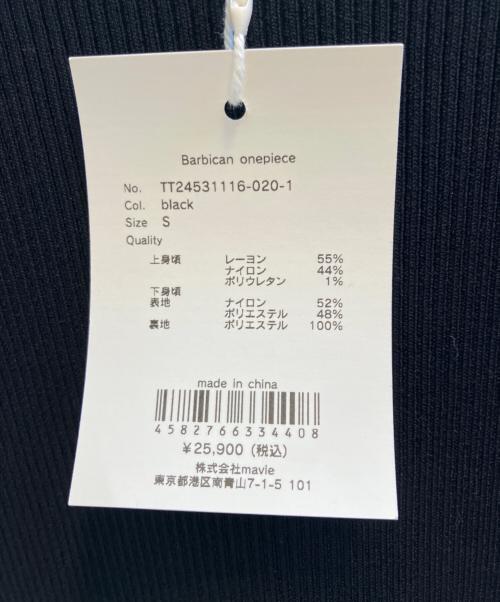 Barbican onepiece
No. TT24531116-020-1
Col. black
Size S
Quality
上身頃 レーヨン 55%
ナイロン 44%
ポリウレタン 1%
下身頃
表地 ナイロン 52%
ポリエステル 48%
裏地 ポリエステル 100%
made in china
4582766334408
¥25,900 (税込)
株式会社mavie
東京都港区南青山7-1-5 101